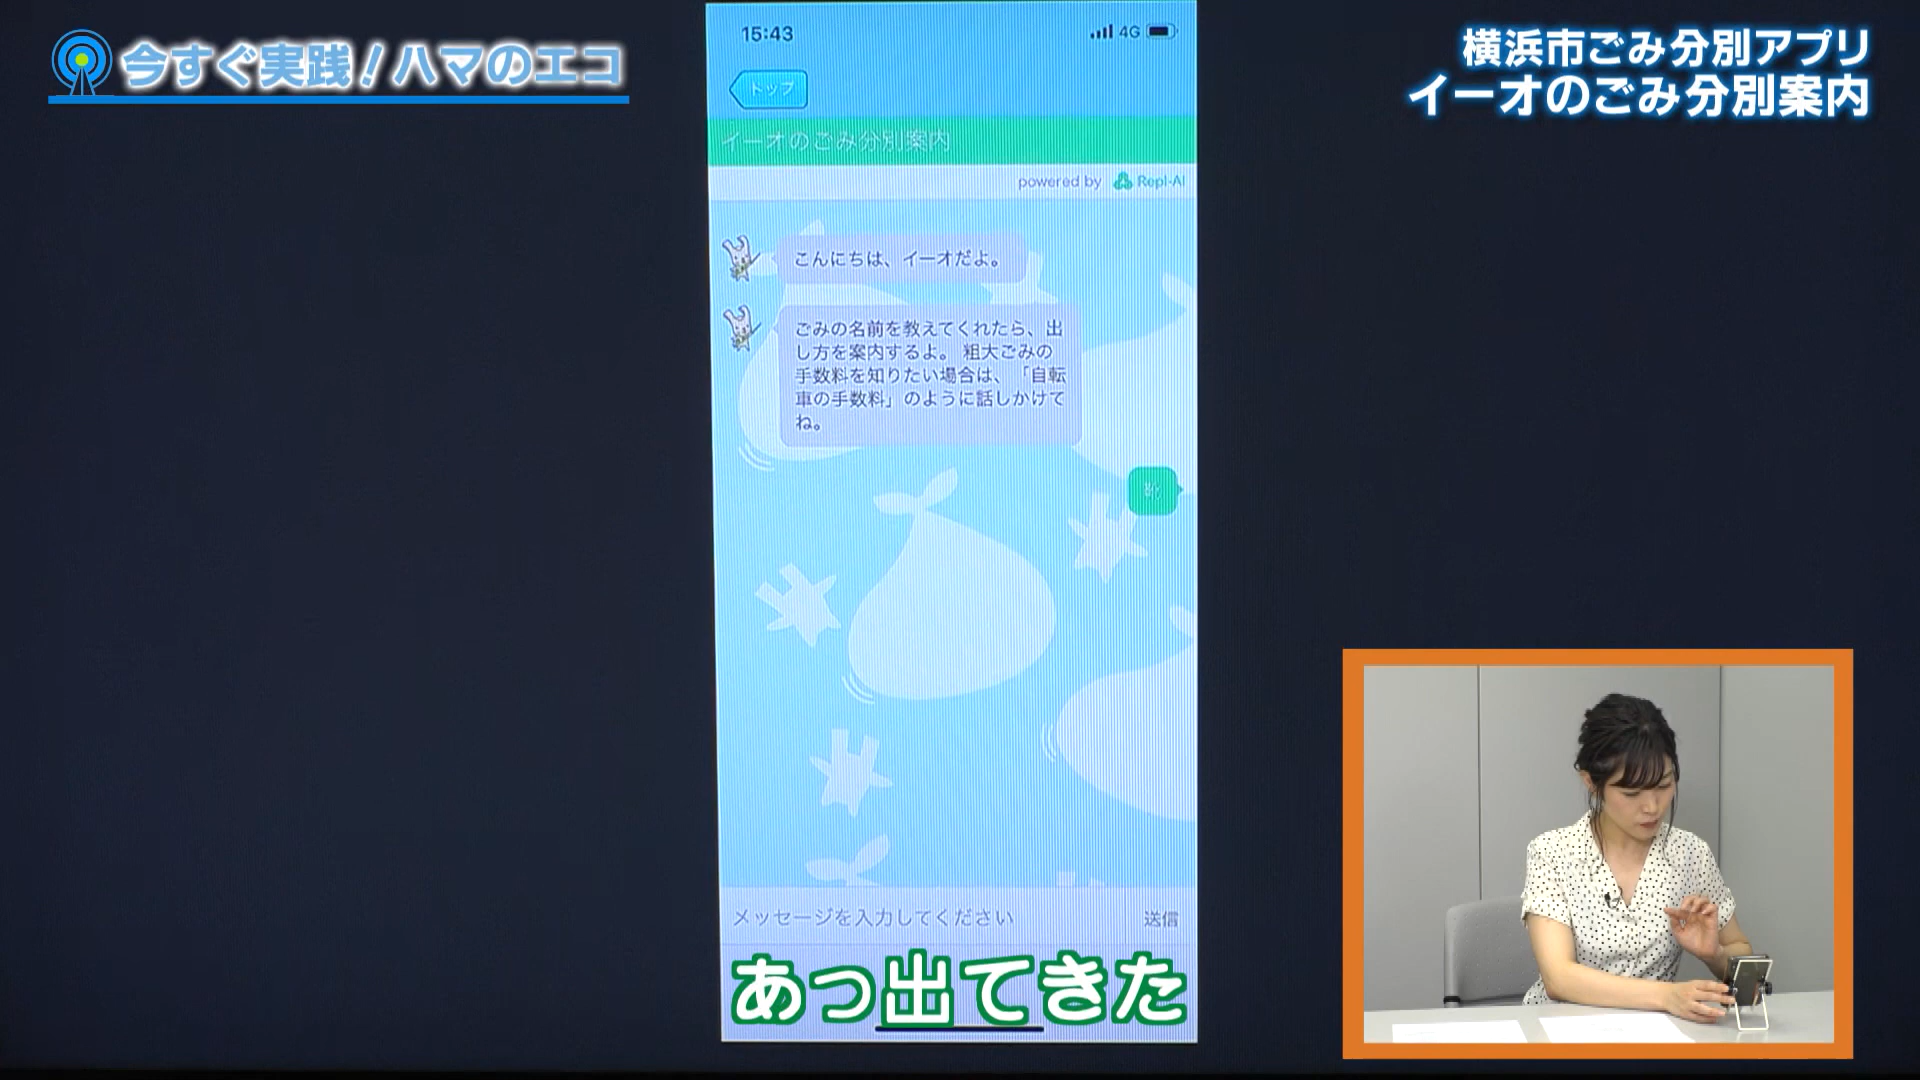 今すぐ実践!ハマのエコ
横浜市ごみ分別アプリ
イーオのごみ分別案内
15:43
4G
トップ
イーオのごみ分別案内
powered by Repl-AI
こんにちは、イーオだよ。
ごみの名前を教えてくれたら、出
し方を案内するよ。 粗大ごみの
手数料を知りたい場合は、「自転
車の手数料」のように話しかけて
ね。
靴
メッセージを入力してください
送信
あっ出てきた